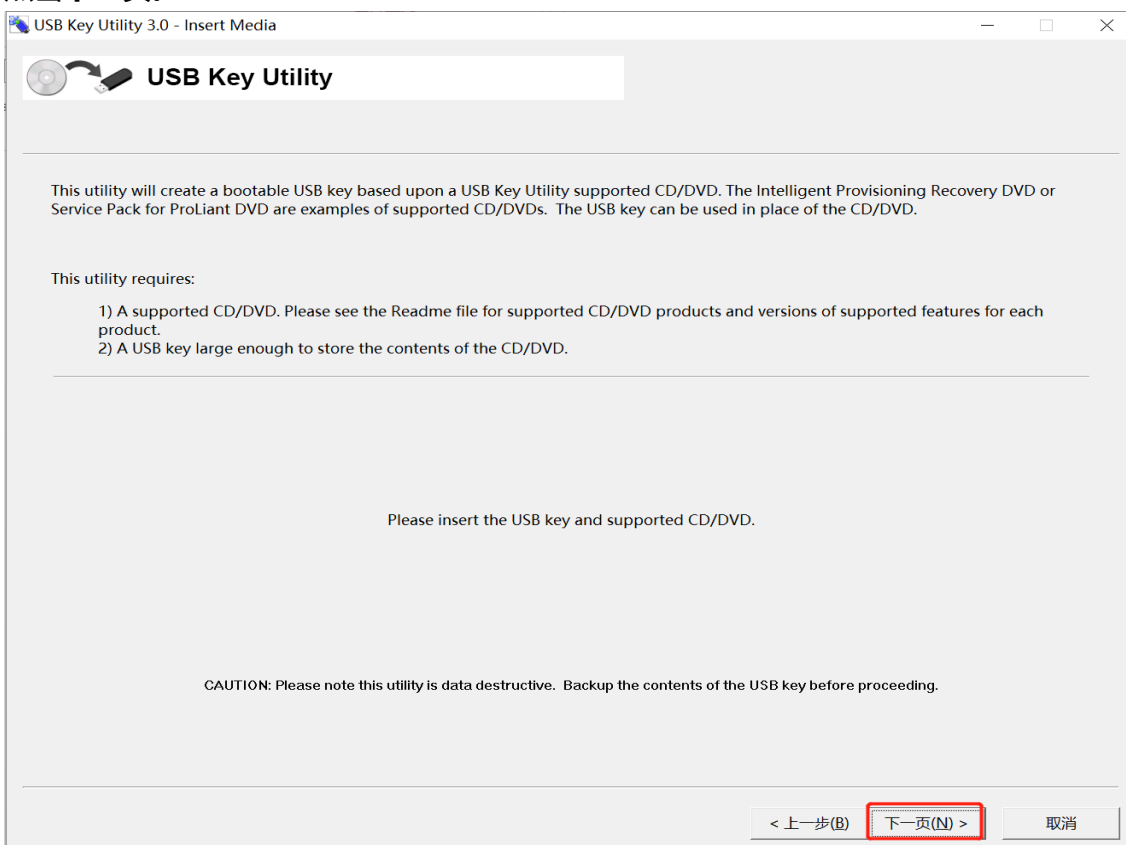 USB Key Utility 3.0 - Insert Media
USB Key Utility
This utility will create a bootable USB key based upon a USB Key Utility supported CD/DVD. The Intelligent Provisioning Recovery DVD or
Service Pack for ProLiant DVD are examples of supported CD/DVDs. The USB key can be used in place of the CD/DVD.
This utility requires:
1) A supported CD/DVD. Please see the Readme file for supported CD/DVD products and versions of supported features for each
product.
2) A USB key large enough to store the contents of the CD/DVD.
Please insert the USB key and supported CD/DVD.
CAUTION: Please note this utility is data destructive. Backup the contents of the USB key before proceeding.
< 上一步(B) 下一页(N) > 取消